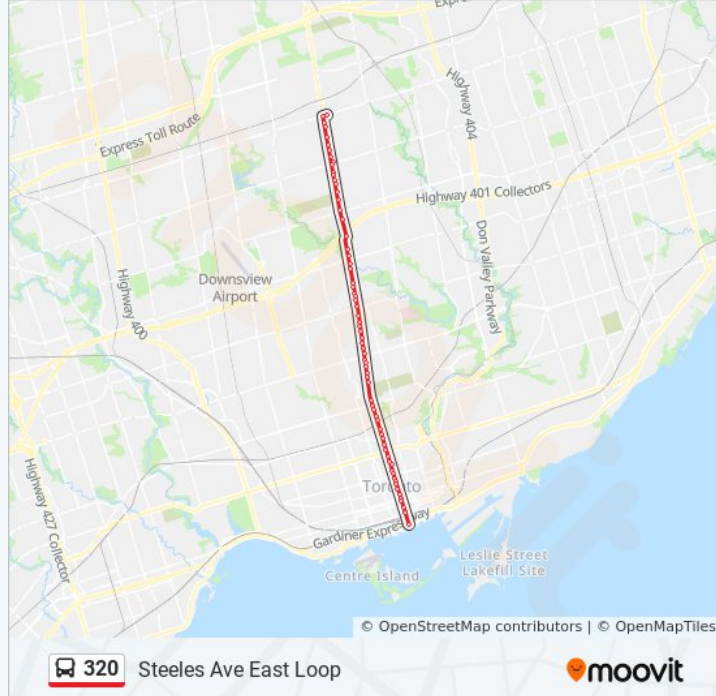 Express
Highway 404
Express Toll Route
Highway 401 Collectors
Don Valley Parkway
Downsview
Airport
Highway 400
Highway 427 Collector
Toronto
Gardiner Expressway
Leslie Street
Lakefill Site
Centre Island
© OpenStreetMap contributors | © OpenMapTiles
320 Steeles Ave East Loop
moovit